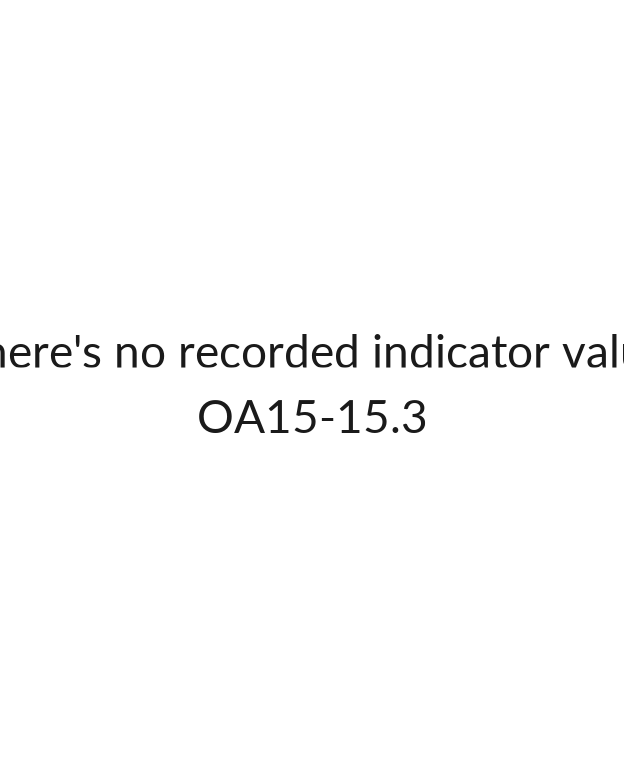 here's no recorded indicator valu
OA15-15.3